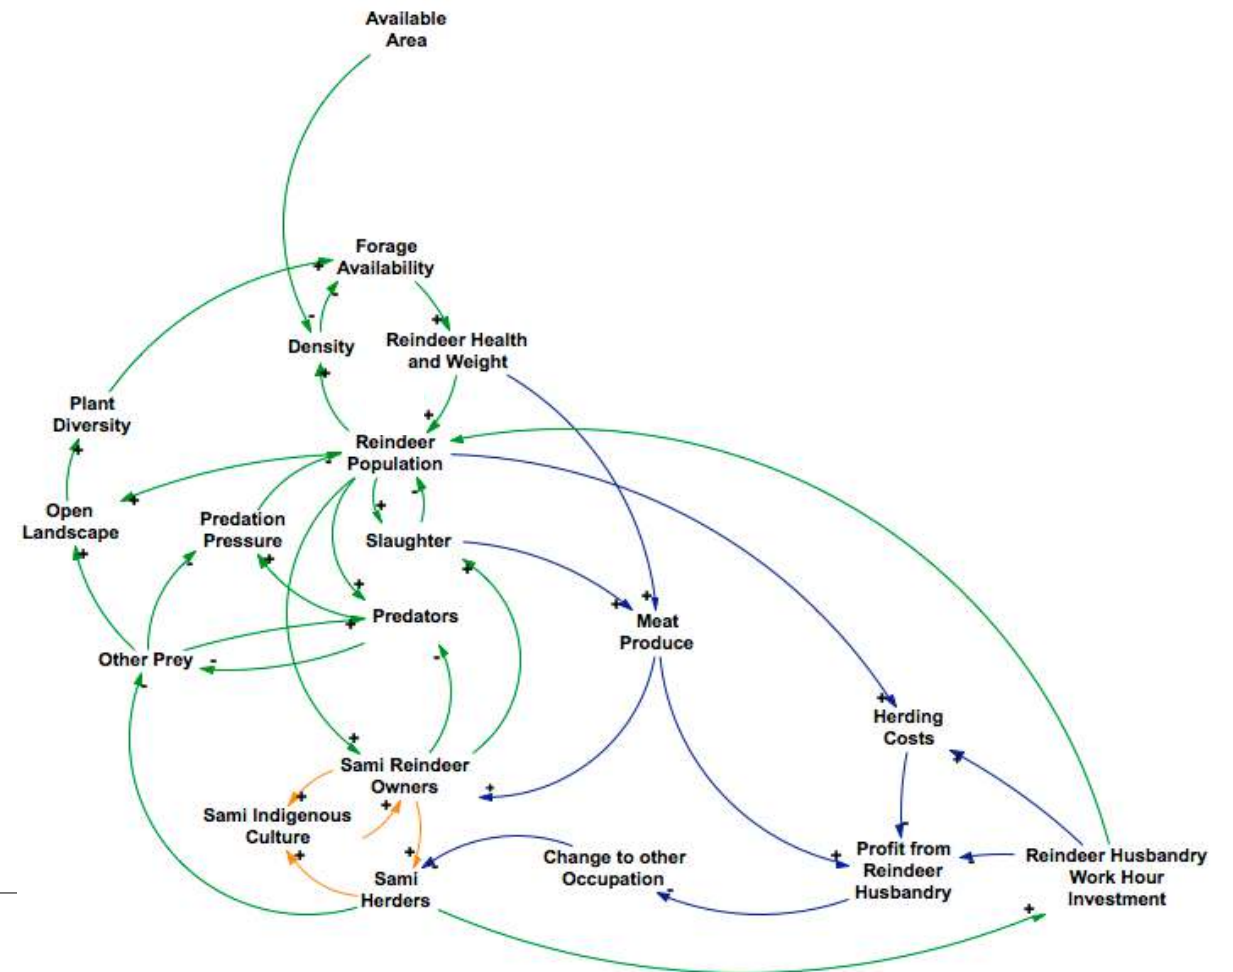 Available
Area
Forage
Availability
Density
Reindeer Health
and Weight
Plant
Diversity
Reindeer
Population
Open
Landscape
Predation
Pressure
Slaughter
Predators
Meat
Produce
Other Prey
Herding
Costs
Sami Reindeer
Owners
Sami Indigenous
Culture
Change to other
Occupation
Profit from
Reindeer
Husbandry
Reindeer Husbandry
Work Hour
Investment
Sami
Herders